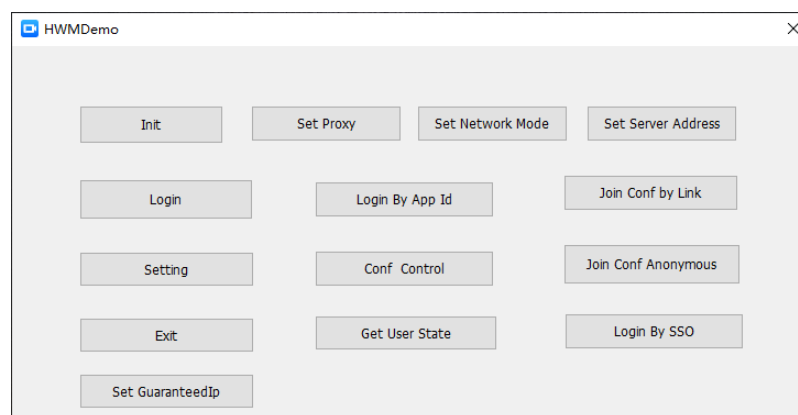 HWMDemo
Init
Set Proxy
Set Network Mode
Set Server Address
Login
Login By App Id
Join Conf by Link
Setting
Conf Control
Join Conf Anonymous
Exit
Get User State
Login By SSO
Set GuaranteedIp